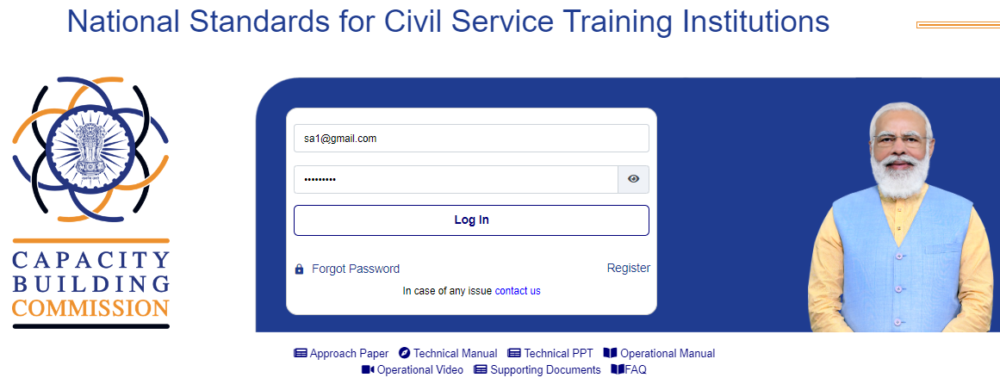 National Standards for Civil Service Training Institutions
CAPACITY
BUILDING
COMMISSION
sa1@gmail.com
•••••••••
Log In
Forgot Password
Register
In case of any issue contact us
Approach Paper Technical Manual Technical PPT Operational Manual
Operational Video Supporting Documents FAQ